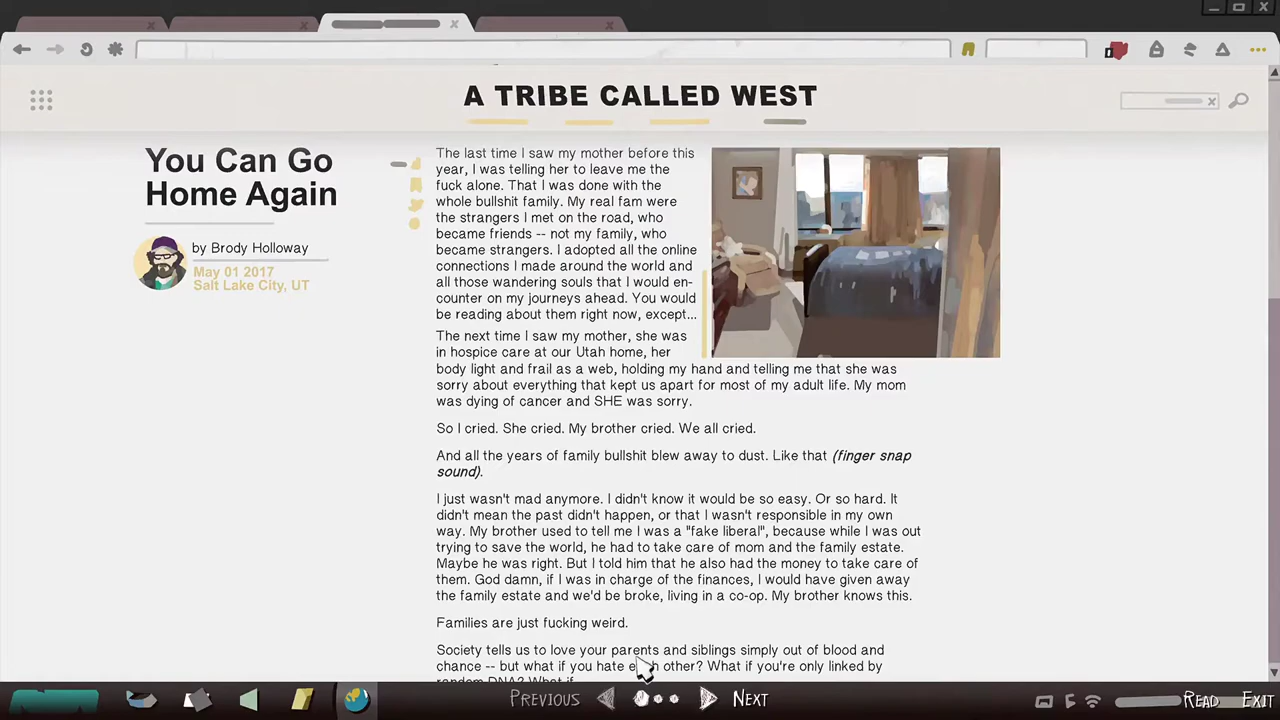 A TRIBE CALLED WEST
You Can Go
Home Again
by Brody Holloway
May 01 2017
Salt Lake City, UT
The last time I saw my mother before this
year, I was telling her to leave me the
fuck alone. That I was done with the
whole bullshit family. My real fam were
the strangers I met on the road, who
became friends -- not my family, who
became strangers. I adopted all the online
connections I made around the world and
all those wandering souls that I would en-
counter on my journeys ahead. You would
be reading about them right now, except...
The next time I saw my mother, she was
in hospice care at our Utah home, her
body light and frail as a web, holding my hand and telling me that she was
sorry about everything that kept us apart for most of my adult life. My mom
was dying of cancer and SHE was sorry.
So I cried. She cried. My brother cried. We all cried.
And all the years of family bullshit blew away to dust. Like that (finger snap
sound).
I just wasn't mad anymore. I didn't know it would be so easy. Or so hard. It
didn't mean the past didn't happen, or that I wasn't responsible in my own
way. My brother used to tell me I was a "fake liberal", because while I was out
trying to save the world, he had to take care of mom and the family estate.
Maybe he was right. But I told him that he also had the money to take care of
them. God damn, if I was in charge of the finances, I would have given away
the family estate and we'd be broke, living in a co-op. My brother knows this.
Families are just fucking weird.
Society tells us to love your parents and siblings simply out of blood and
chance -- but what if you hate each other? What if you're only linked by
random DNA? What if
PREVIOUS NEXT READ EXIT